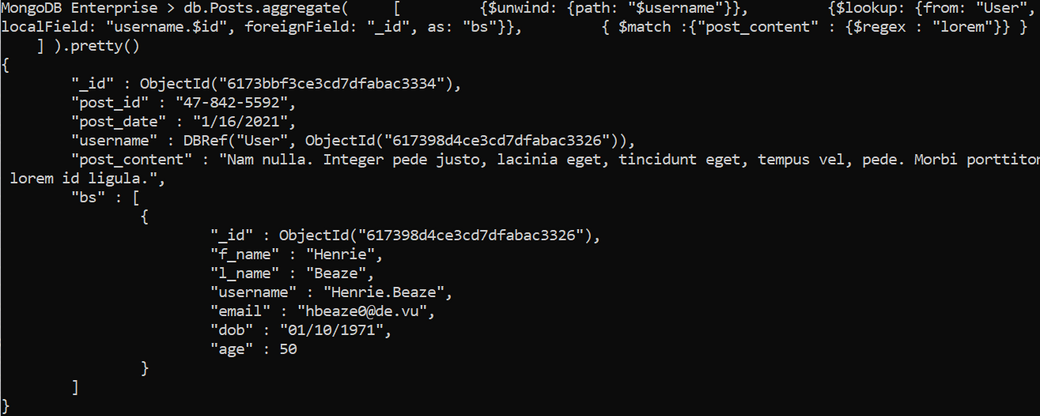 MongoDB Enterprise > db.Posts.aggregate(    [         {$unwind: {path: "$username"}},         {$lookup: {from: "User",
localField: "username.$id", foreignField: "_id", as: "bs"}},         { $match :{"post_content" : {$regex : "lorem"}} }
    ] ).pretty()
{
        "_id" : ObjectId("6173bbf3ce3cd7dfabac3334"),
        "post_id" : "47-842-5592",
        "post_date" : "1/16/2021",
        "username" : DBRef("User", ObjectId("617398d4ce3cd7dfabac3326")),
        "post_content" : "Nam nulla. Integer pede justo, lacinia eget, tincidunt eget, tempus vel, pede. Morbi porttitor
 lorem id ligula.",
        "bs" : [
                {
                        "_id" : ObjectId("617398d4ce3cd7dfabac3326"),
                        "f_name" : "Henrie",
                        "l_name" : "Beaze",
                        "username" : "Henrie.Beaze",
                        "email" : "hbeaze0@de.vu",
                        "dob" : "01/10/1971",
                        "age" : 50
                }
        ]
}